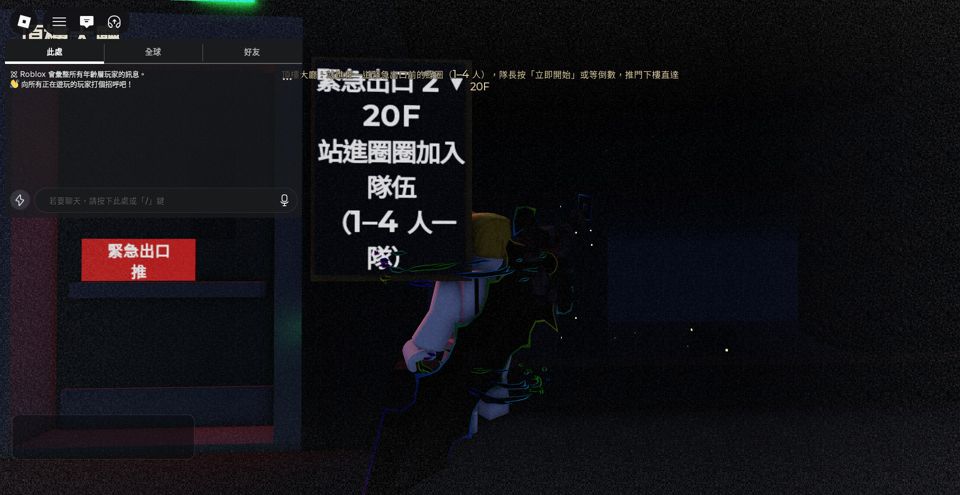 此處
全球
好友
Roblox 會彙整所有年齡層玩家的訊息。
向所有正在遊玩的玩家打個招呼吧！
若要聊天，請按下此處或「/」鍵
人），隊長按「立即開始」或等倒數，推門下樓直達
20F
緊急出口 2 ▼
20F
站進圈圈加入
隊伍
（1–4 人一
隊）
緊急出口
推